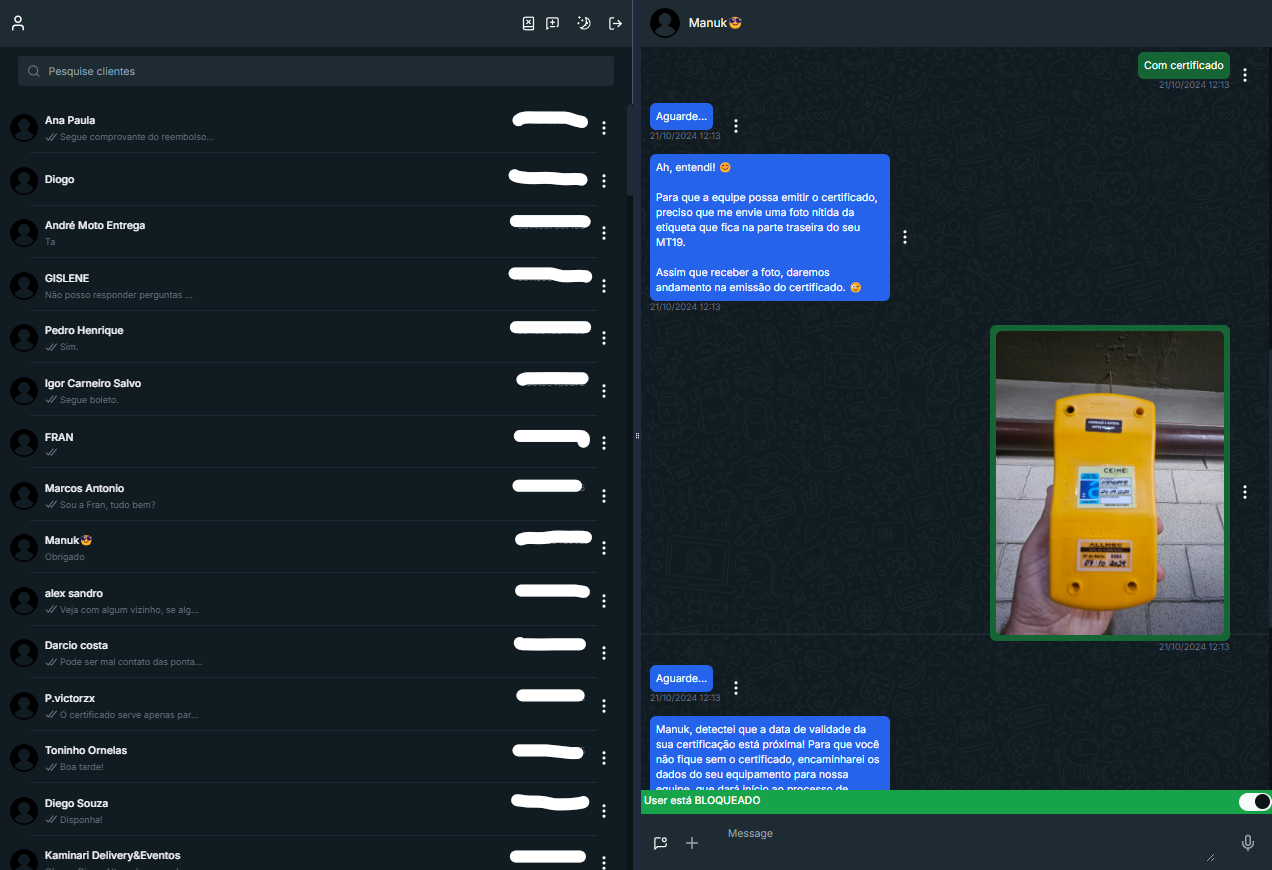 Pesquise clientes
Ana Paula
Segue comprovante do reembolso...
Diogo
André Moto Entrega
Ta
GISLENE
Não posso responder perguntas ...
Pedro Henrique
Sim.
Igor Carneiro Salvo
Segue boleto.
FRAN
Marcos Antonio
Sou a Fran, tudo bem?
Manuk😎
Obrigado
alex sandro
Veja com algum vizinho, se alg...
Darcio costa
Pode ser mal contato das ponta...
P.victorzx
O certificado serve apenas par...
Toninho Ornelas
Boa tarde!
Diego Souza
Disponha!
Kaminari Delivery&Eventos
Manuk😎
Com certificado
21/10/2024 12:13
Aguarde...
21/10/2024 12:13
Ah, entendi! 😊
Para que a equipe possa emitir o certificado,
preciso que me envie uma foto nítida da
etiqueta que fica na parte traseira do seu
MT19.
Assim que receber a foto, daremos
andamento na emissão do certificado. 😉
21/10/2024 12:13
CEIME
ALLMEC
21/10/2024 12:13
Aguarde...
21/10/2024 12:13
Manuk, detectei que a data de validade da
sua certificação está próxima! Para que você
não fique sem o certificado, encaminharei os
dados do seu equipamento para nossa
equipe, que dará início ao processo de
User está BLOQUEADO
Message